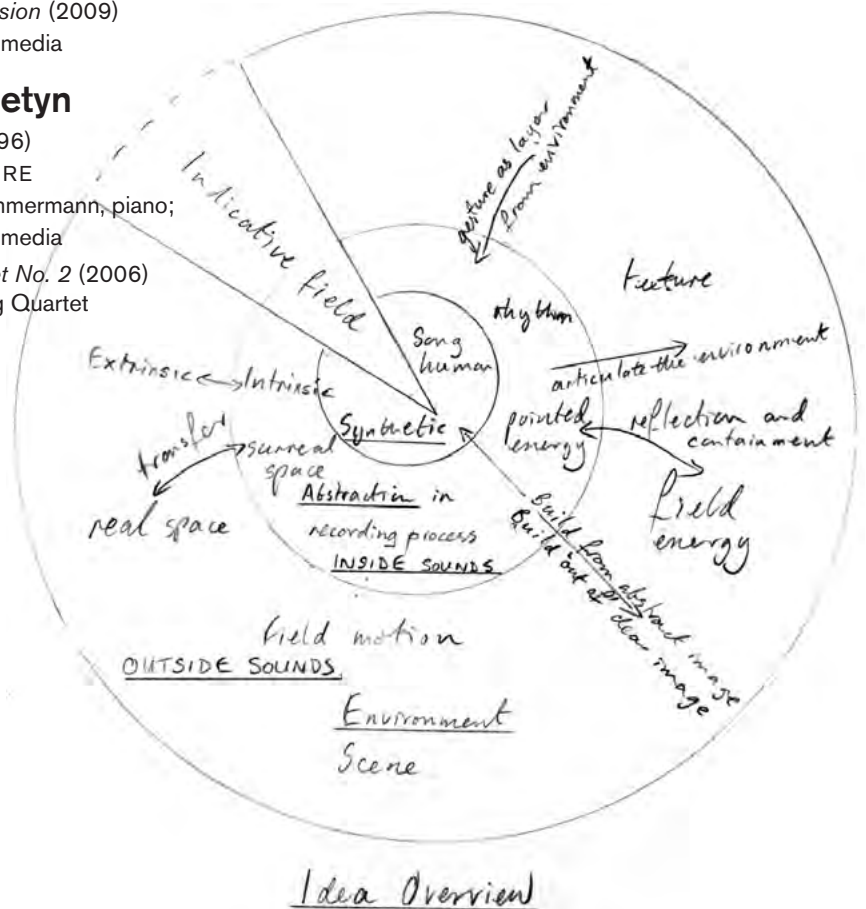 sion (2009)
media
etyn
96)
RE
mmermann, piano;
media
et No. 2 (2006)
g Quartet
Indicative field
gesture as layer
from environment
texture
rhythm
Song
human
articulate the environment
Extrinsic Intrinsic
Synthetic
pointed
energy
reflection and
containment
transfer
surreal
space
real space
Abstraction in
recording process
INSIDE SOUNDS
field
energy
Build from abstract image
or
Build out of clear image
field motion
OUTSIDE SOUNDS
Environment
Scene
Idea Overview